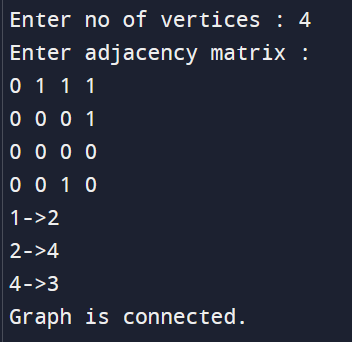 Enter no of vertices : 4
Enter adjacency matrix :
0 1 1 1
0 0 0 1
0 0 0 0
0 0 1 0
1->2
2->4
4->3
Graph is connected.